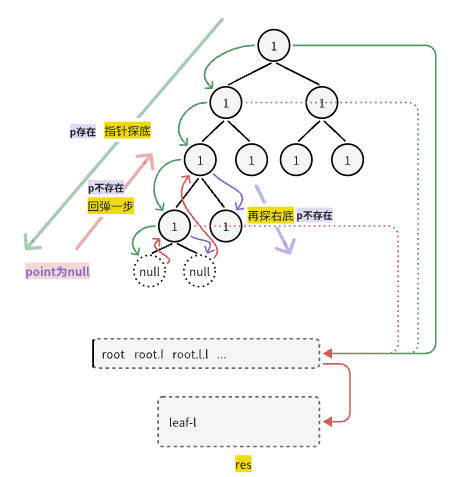 1
1
1
p存在 指针探底
1
1
1
1
p不存在
回弹一步
再探右底 p不存在
1
1
point为null
null
null
root root.l root.l.l ...
leaf-l
res